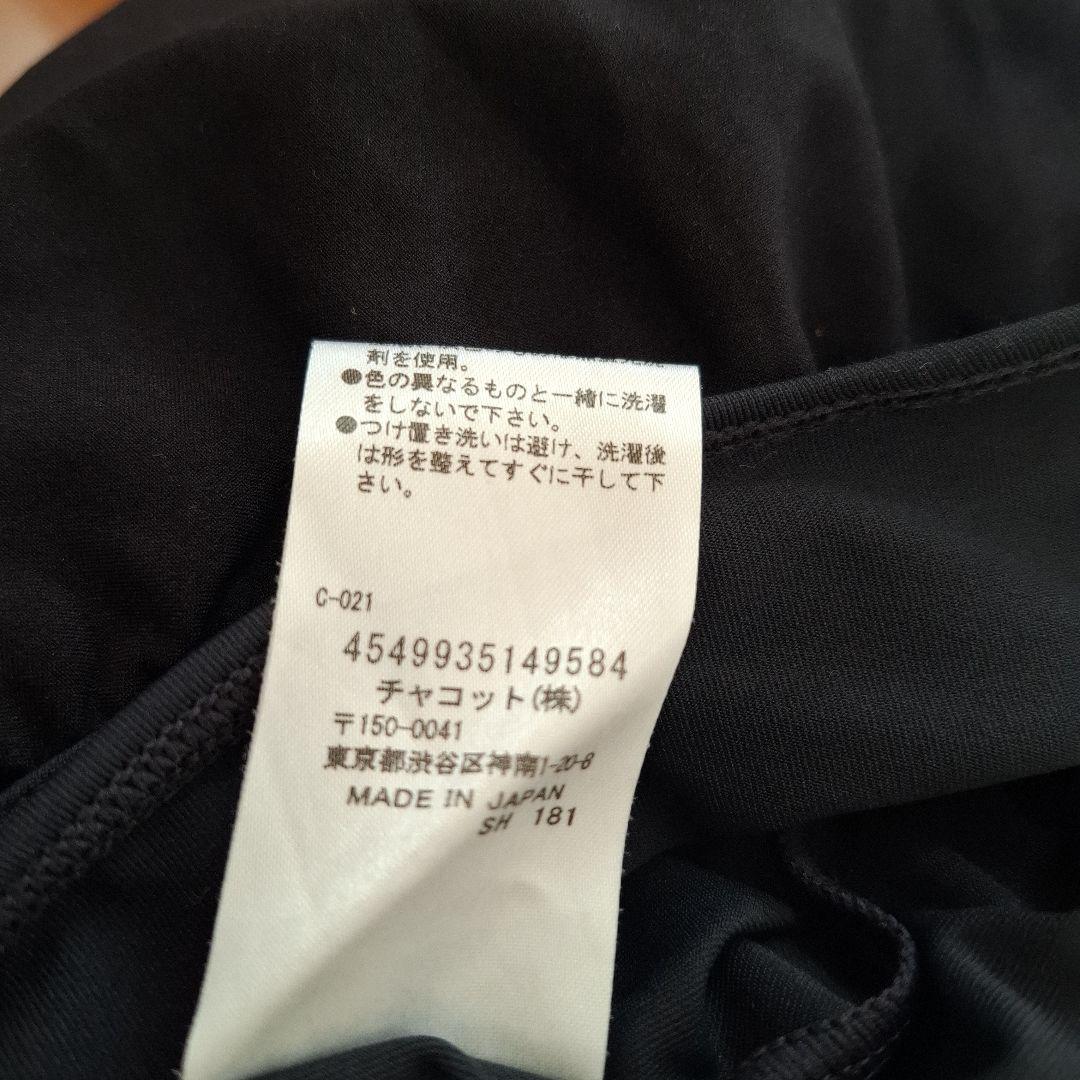 剤を使用。
●色の異なるものと一緒に洗濯
をしないで下さい。
●つけ置き洗いは避け、洗濯後
は形を整えてすぐに干して下
さい。
C-021
4549935149584
チャコット(株)
〒150-0041
東京都渋谷区神南1-20-8
MADE IN JAPAN
SH 181